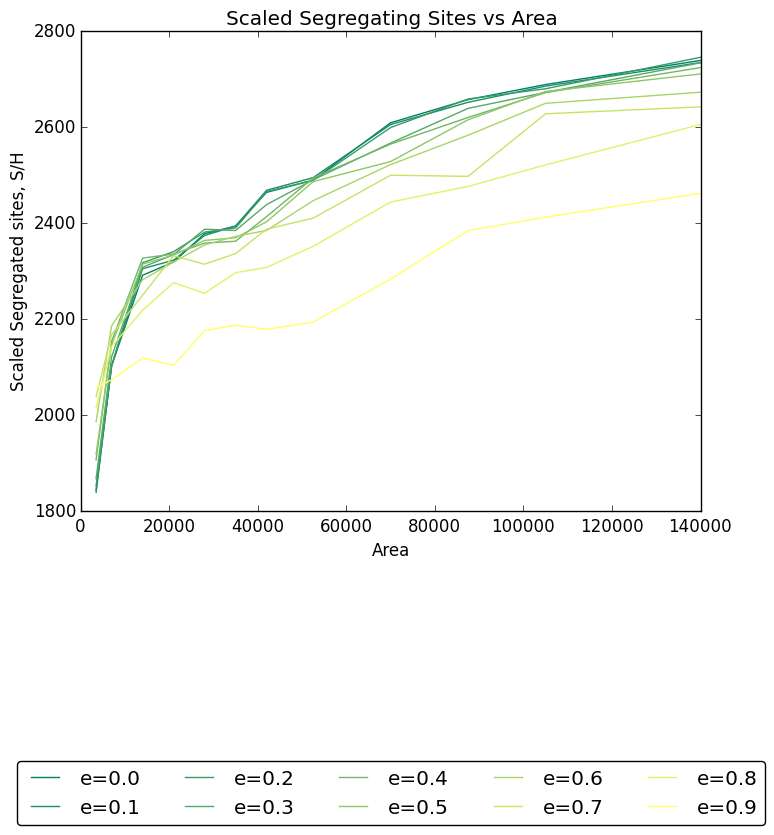 Scaled Segregating Sites vs Area
2800
2600
2400
2200
2000
1800
Scaled Segregated sites, S/H
0 20000 40000 60000 80000 100000 120000 140000
Area
e=0.0 e=0.2 e=0.4 e=0.6 e=0.8
e=0.1 e=0.3 e=0.5 e=0.7 e=0.9